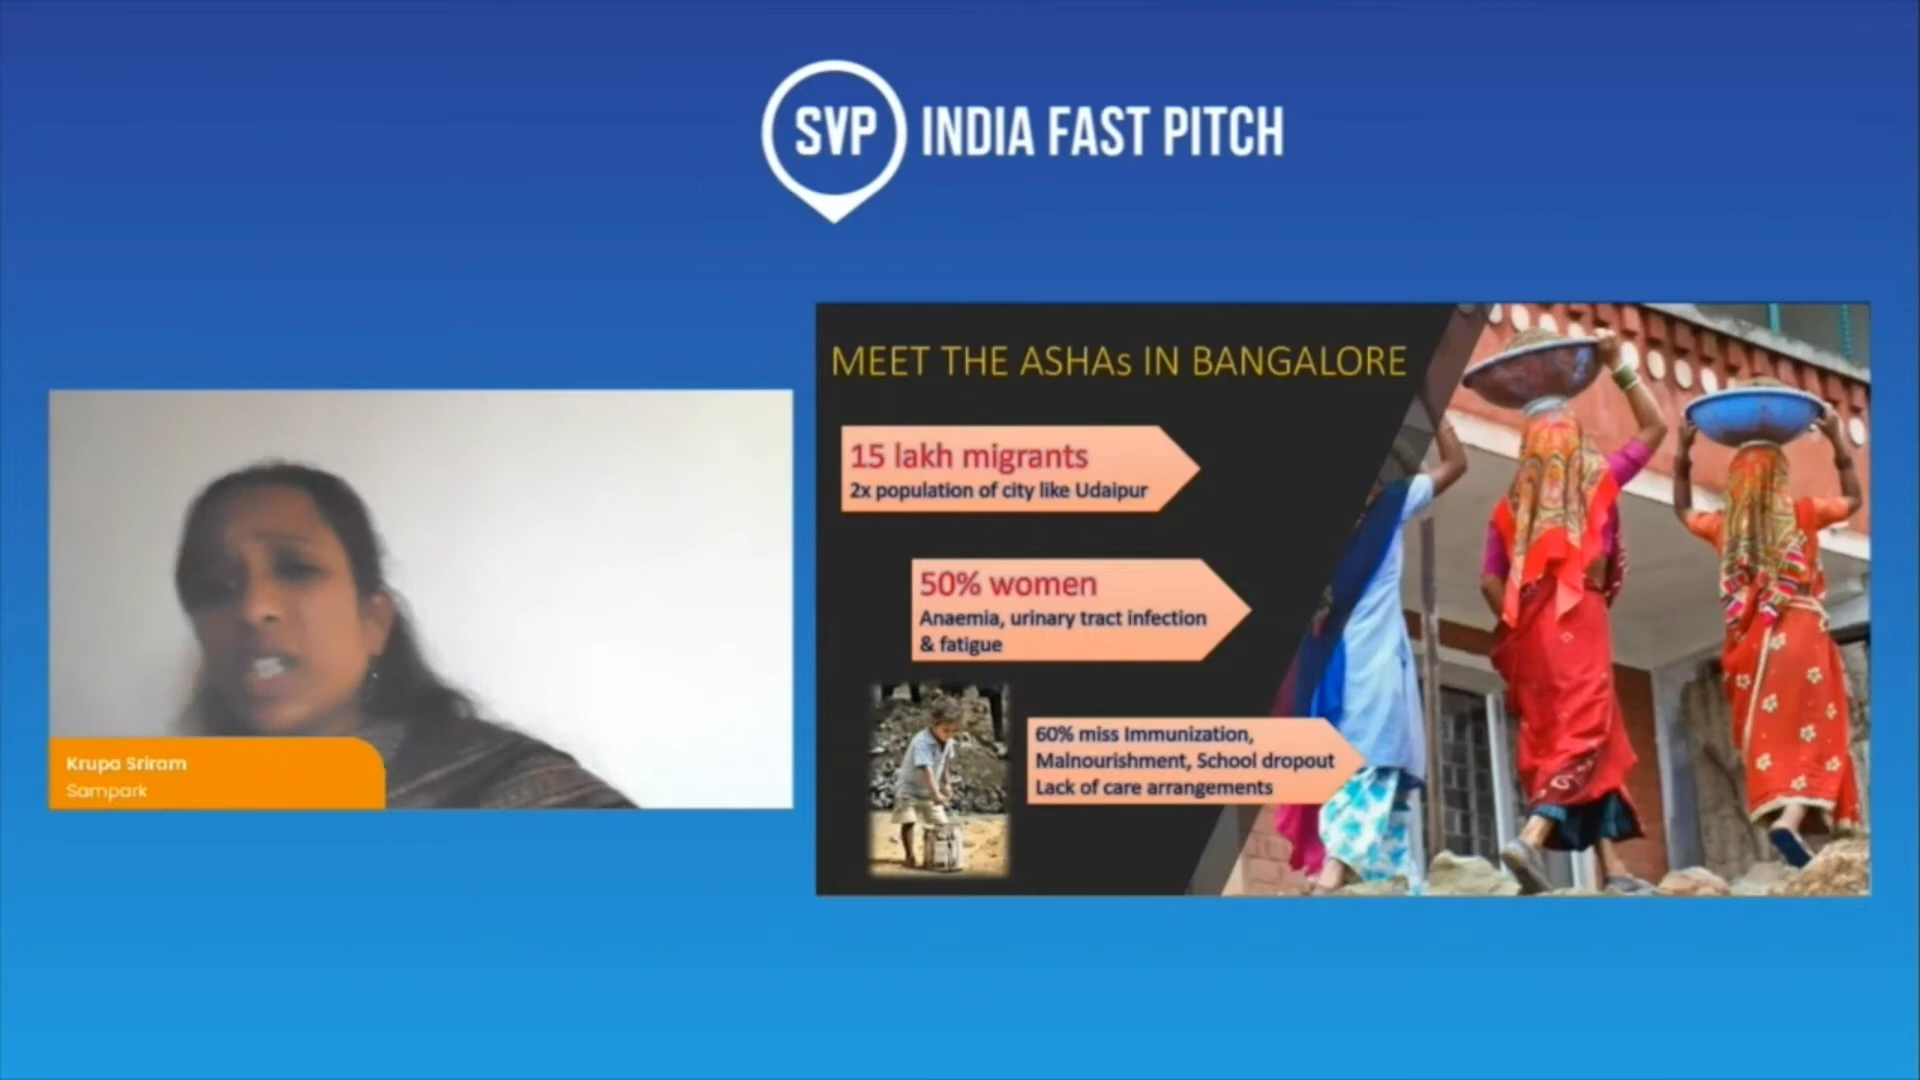 SVP INDIA FAST PITCH
MEET THE ASHAs IN BANGALORE
15 lakh migrants
2x population of city like Udaipur
50% women
Anaemia, urinary tract infection
& fatigue
60% miss Immunization,
Malnourishment, School dropout
Lack of care arrangements
Krupa Sriram
Sampark